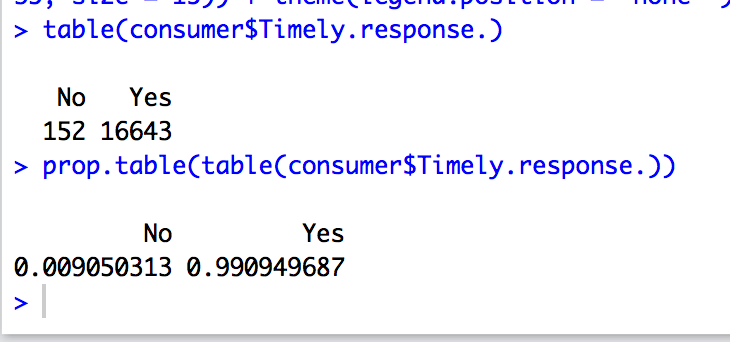 > table(consumer$Timely.response.)
No Yes
152 16643
> prop.table(table(consumer$Timely.response.))
No Yes
0.009050313 0.990949687
>